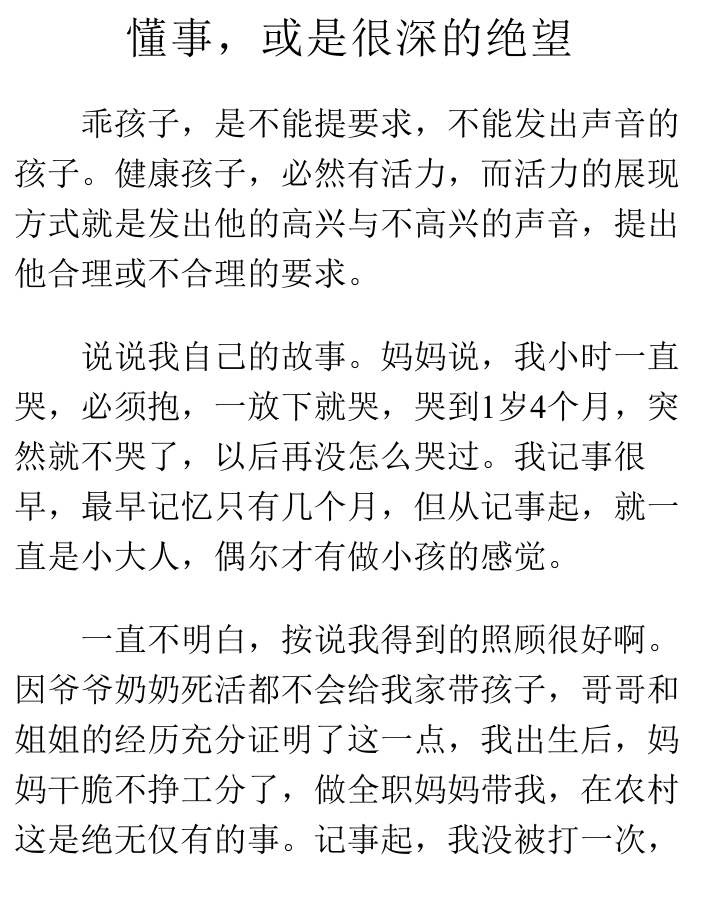 懂事，或是很深的绝望
乖孩子，是不能提要求，不能发出声音的
孩子。健康孩子，必然有活力，而活力的展现
方式就是发出他的高兴与不高兴的声音，提出
他合理或不合理的要求。
说说我自己的故事。妈妈说，我小时一直
哭，必须抱，一放下就哭，哭到1岁4个月，突
然就不哭了，以后再没怎么哭过。我记事很
早，最早记忆只有几个月，但从记事起，就一
直是小大人，偶尔才有做小孩的感觉。
一直不明白，按说我得到的照顾很好啊。
因爷爷奶奶死活都不会给我家带孩子，哥哥和
姐姐的经历充分证明了这一点，我出生后，妈
妈干脆不挣工分了，做全职妈妈带我，在农村
这是绝无仅有的事。记事起，我没被打一次，